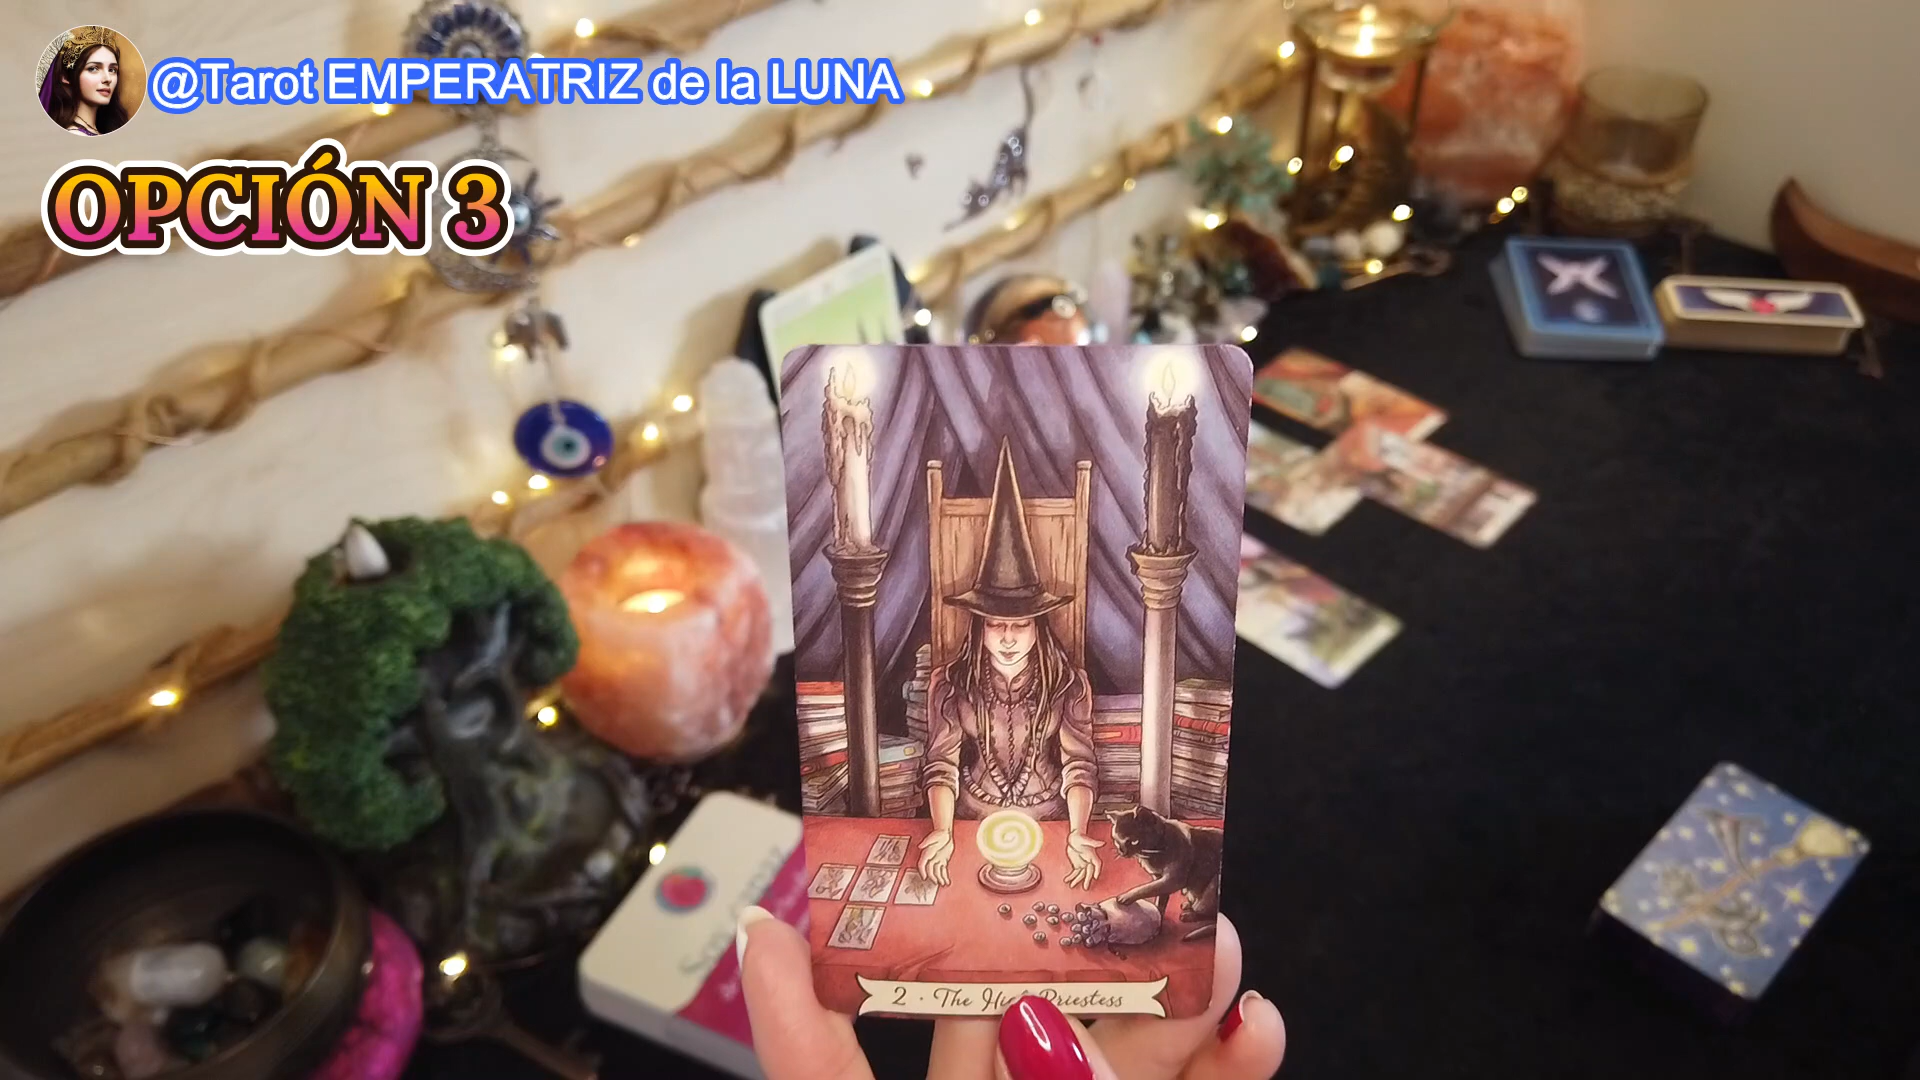 @Tarot EMPERATRIZ de la LUNA
OPCIÓN 3
2 · The High Priestess